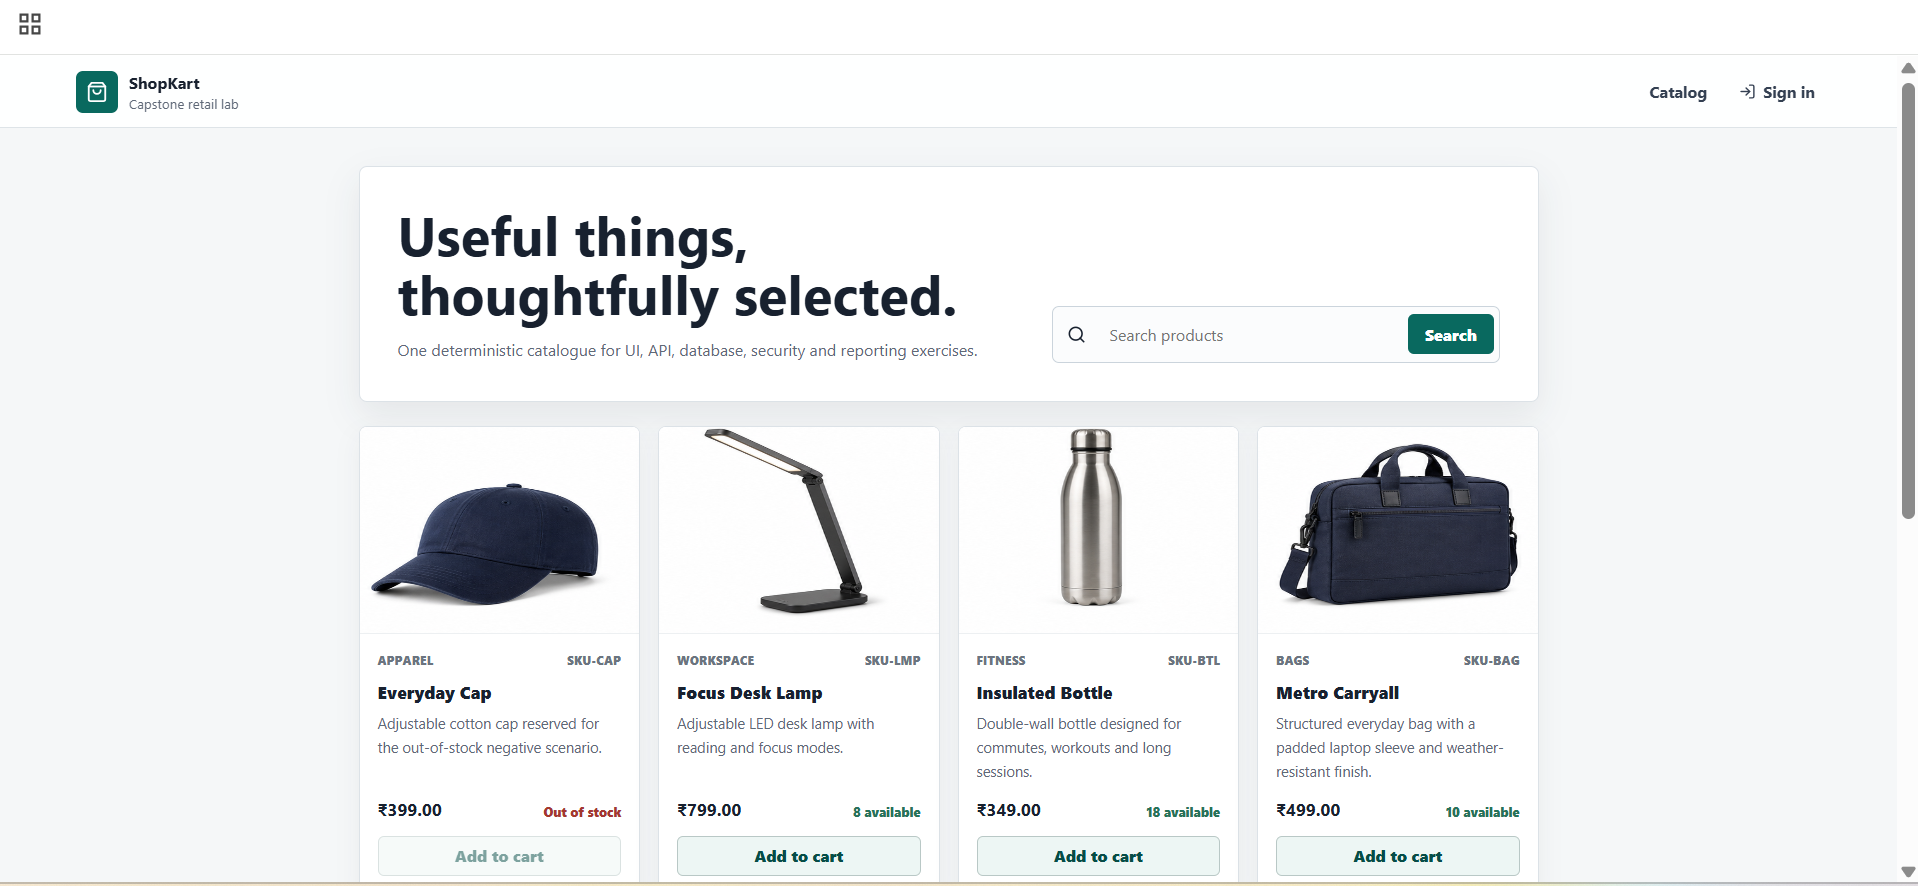 ShopKart
Capstone retail lab
Catalog
Sign in
Useful things,
thoughtfully selected.
One deterministic catalogue for UI, API, database, security and reporting exercises.
Search products
Search
APPAREL SKU-CAP
Everyday Cap
Adjustable cotton cap reserved for
the out-of-stock negative scenario.
₹399.00 Out of stock
Add to cart
WORKSPACE SKU-LMP
Focus Desk Lamp
Adjustable LED desk lamp with
reading and focus modes.
₹799.00 8 available
Add to cart
FITNESS SKU-BTL
Insulated Bottle
Double-wall bottle designed for
commutes, workouts and long
sessions.
₹349.00 18 available
Add to cart
BAGS SKU-BAG
Metro Carryall
Structured everyday bag with a
padded laptop sleeve and weather-
resistant finish.
₹499.00 10 available
Add to cart